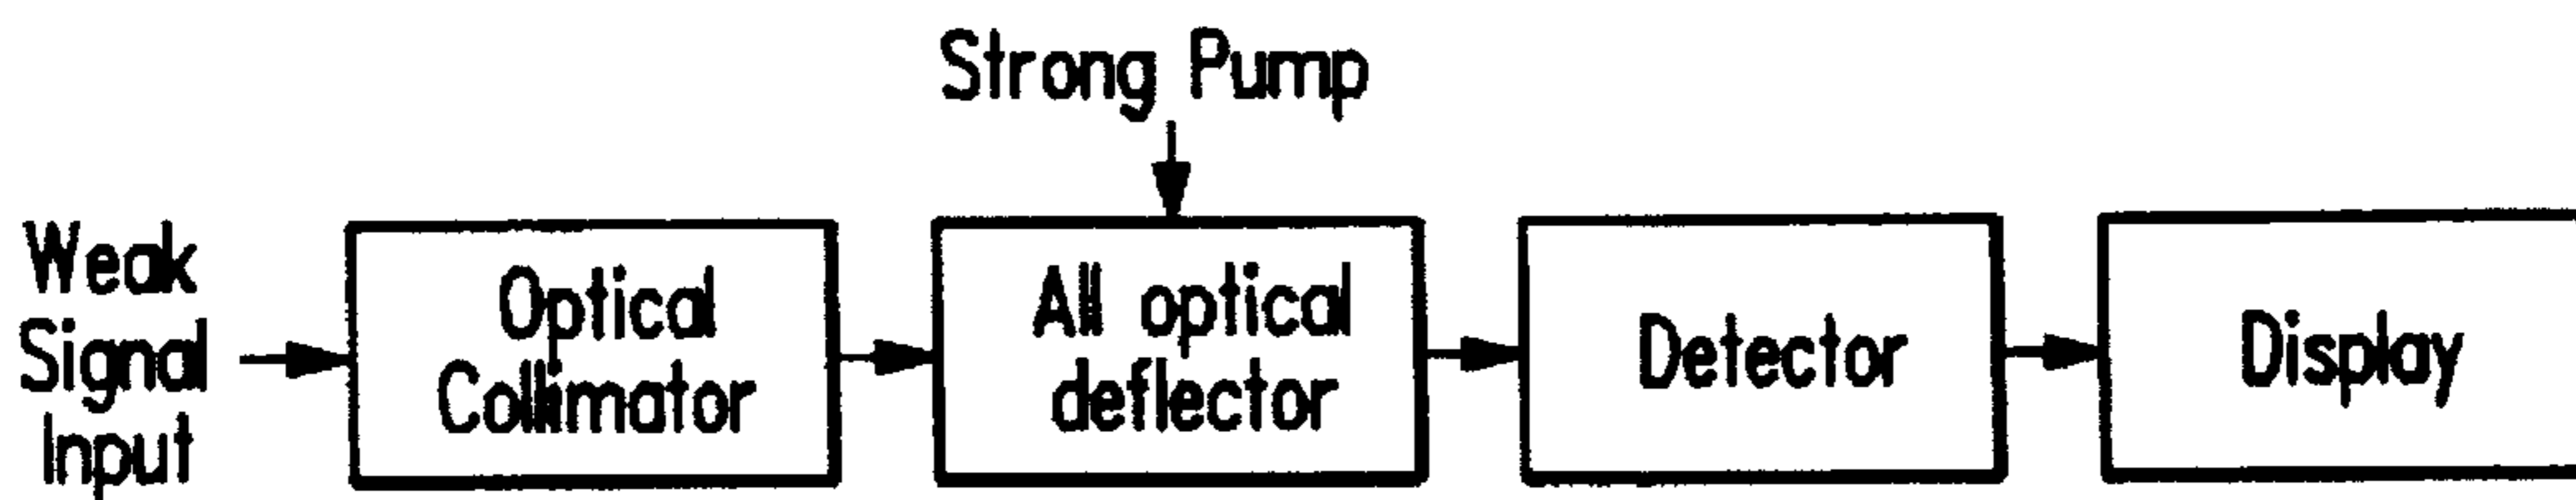 Strong Pump
Weak
Signal
Input
Optical
Collimator
All optical
deflector
Detector
Display